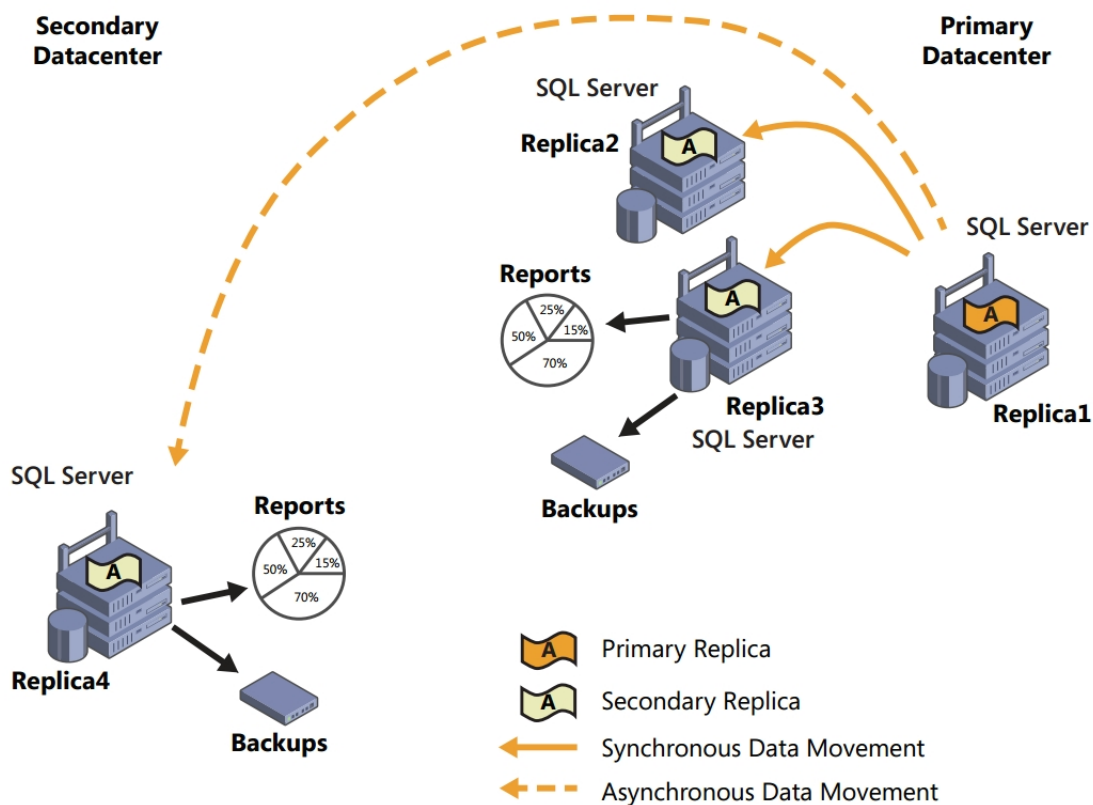 Secondary
Datacenter
Primary
Datacenter
SQL Server
Replica2
A
SQL Server
A
Replica1
Reports
25%
50%
15%
70%
A
Replica3
SQL Server
Backups
SQL Server
A
Replica4
Reports
25%
50%
15%
70%
Backups
A Primary Replica
A Secondary Replica
Synchronous Data Movement
Asynchronous Data Movement